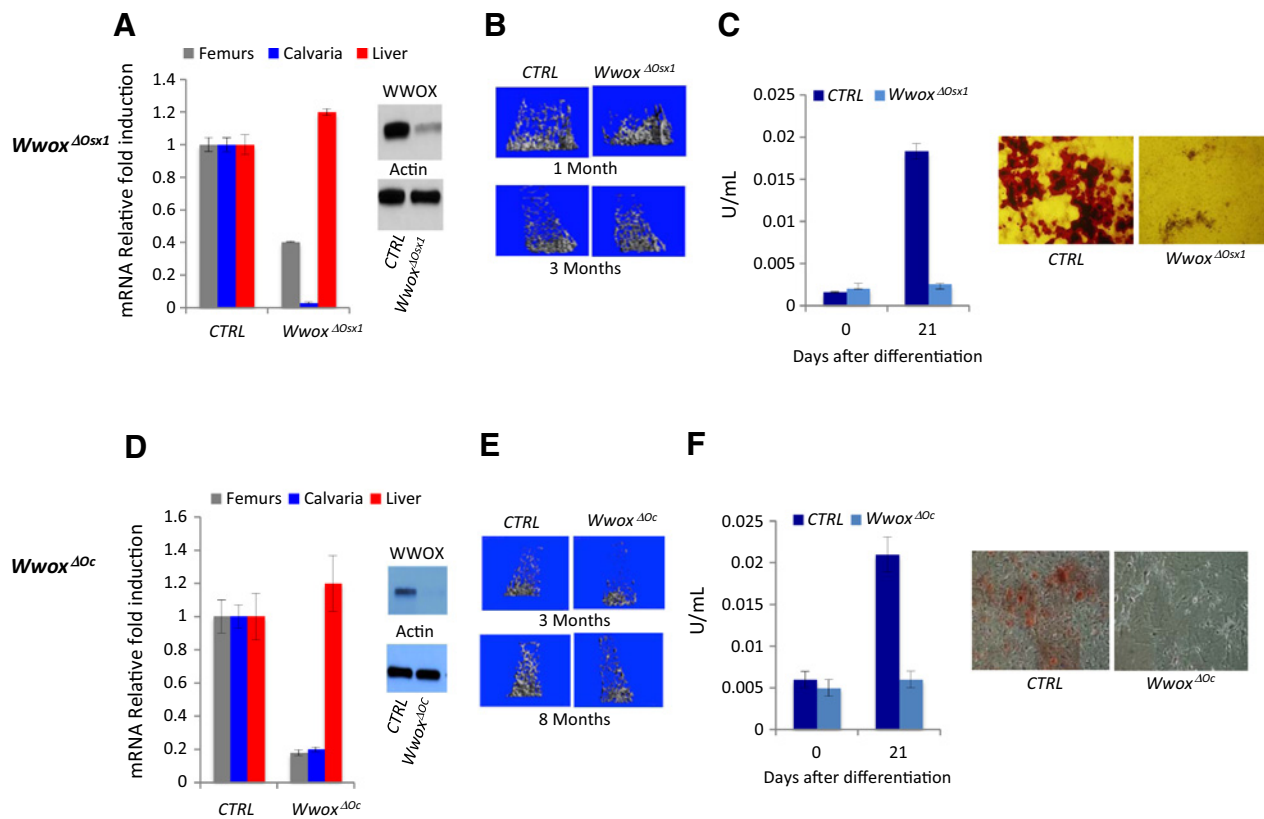 A
B
C
Femurs Calvaria Liver
Wwox ΔOsx1
mRNA Relative fold induction
1.4
1.2
1
0.8
0.6
0.4
0.2
0
CTRL Wwox ΔOsx1
WWOX
Actin
CTRL
Wwox ΔOsx1
CTRL Wwox ΔOsx1
1 Month
3 Months
CTRL Wwox ΔOsx1
U/mL
0.025
0.02
0.015
0.01
0.005
0
0 21
Days after differentiation
CTRL Wwox ΔOsx1
D
E
F
Femurs Calvaria Liver
Wwox ΔOc
mRNA Relative fold induction
1.6
1.4
1.2
1
0.8
0.6
0.4
0.2
0
CTRL Wwox ΔOc
WWOX
Actin
CTRL
Wwox ΔOc
CTRL Wwox ΔOc
3 Months
8 Months
CTRL Wwox ΔOc
U/mL
0.025
0.02
0.015
0.01
0.005
0
0 21
Days after differentiation
CTRL Wwox ΔOc